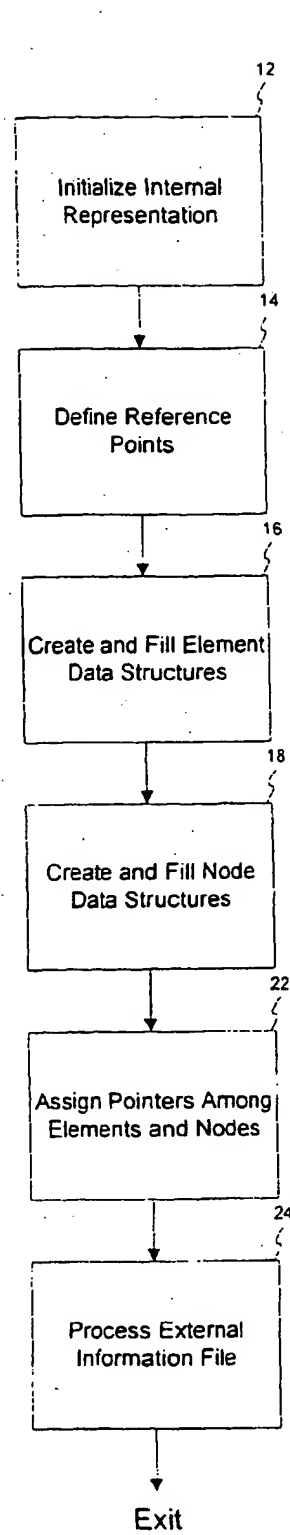 12
Initialize Internal
Representation
14
Define Reference
Points
16
Create and Fill Element
Data Structures
18
Create and Fill Node
Data Structures
22
Assign Pointers Among
Elements and Nodes
24
Process External
Information File
Exit